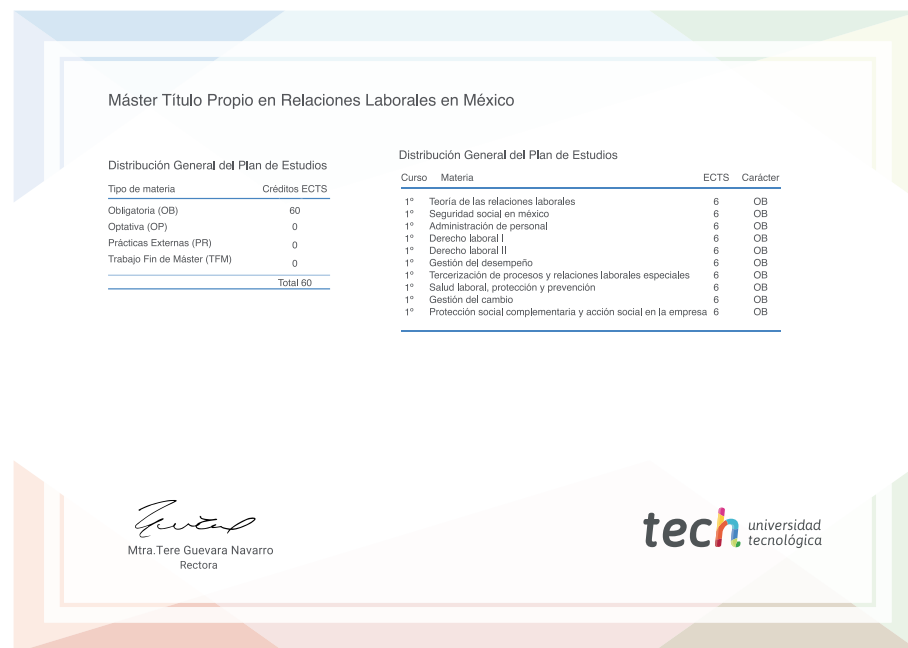 Máster Título Propio en Relaciones Laborales en México
Distribución General del Plan de Estudios
Tipo de materia Créditos ECTS
Obligatoria (OB) 60
Optativa (OP) 0
Prácticas Externas (PR) 0
Trabajo Fin de Máster (TFM) 0
Total 60
Distribución General del Plan de Estudios
Curso Materia ECTS Carácter
1º Teoría de las relaciones laborales 6 OB
1º Seguridad social en méxico 6 OB
1º Administración de personal 6 OB
1º Derecho laboral I 6 OB
1º Derecho laboral II 6 OB
1º Gestión del desempeño 6 OB
1º Tercerización de procesos y relaciones laborales especiales 6 OB
1º Salud laboral, protección y prevención 6 OB
1º Gestión del cambio 6 OB
1º Protección social complementaria y acción social en la empresa 6 OB
Mtra.Tere Guevara Navarro
Rectora
tech universidad
tecnológica